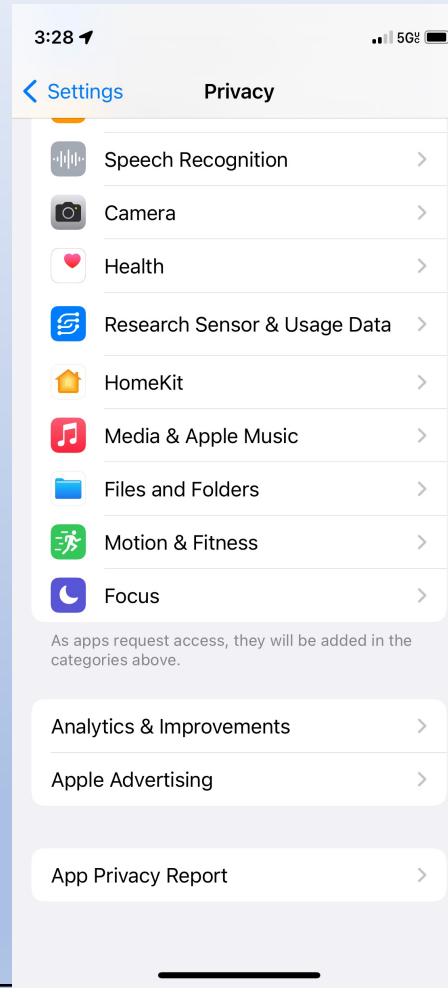 3:28
5G
Settings
Privacy
Speech Recognition
Camera
Health
Research Sensor & Usage Data
HomeKit
Media & Apple Music
Files and Folders
Motion & Fitness
Focus
As apps request access, they will be added in the
categories above.
Analytics & Improvements
Apple Advertising
App Privacy Report